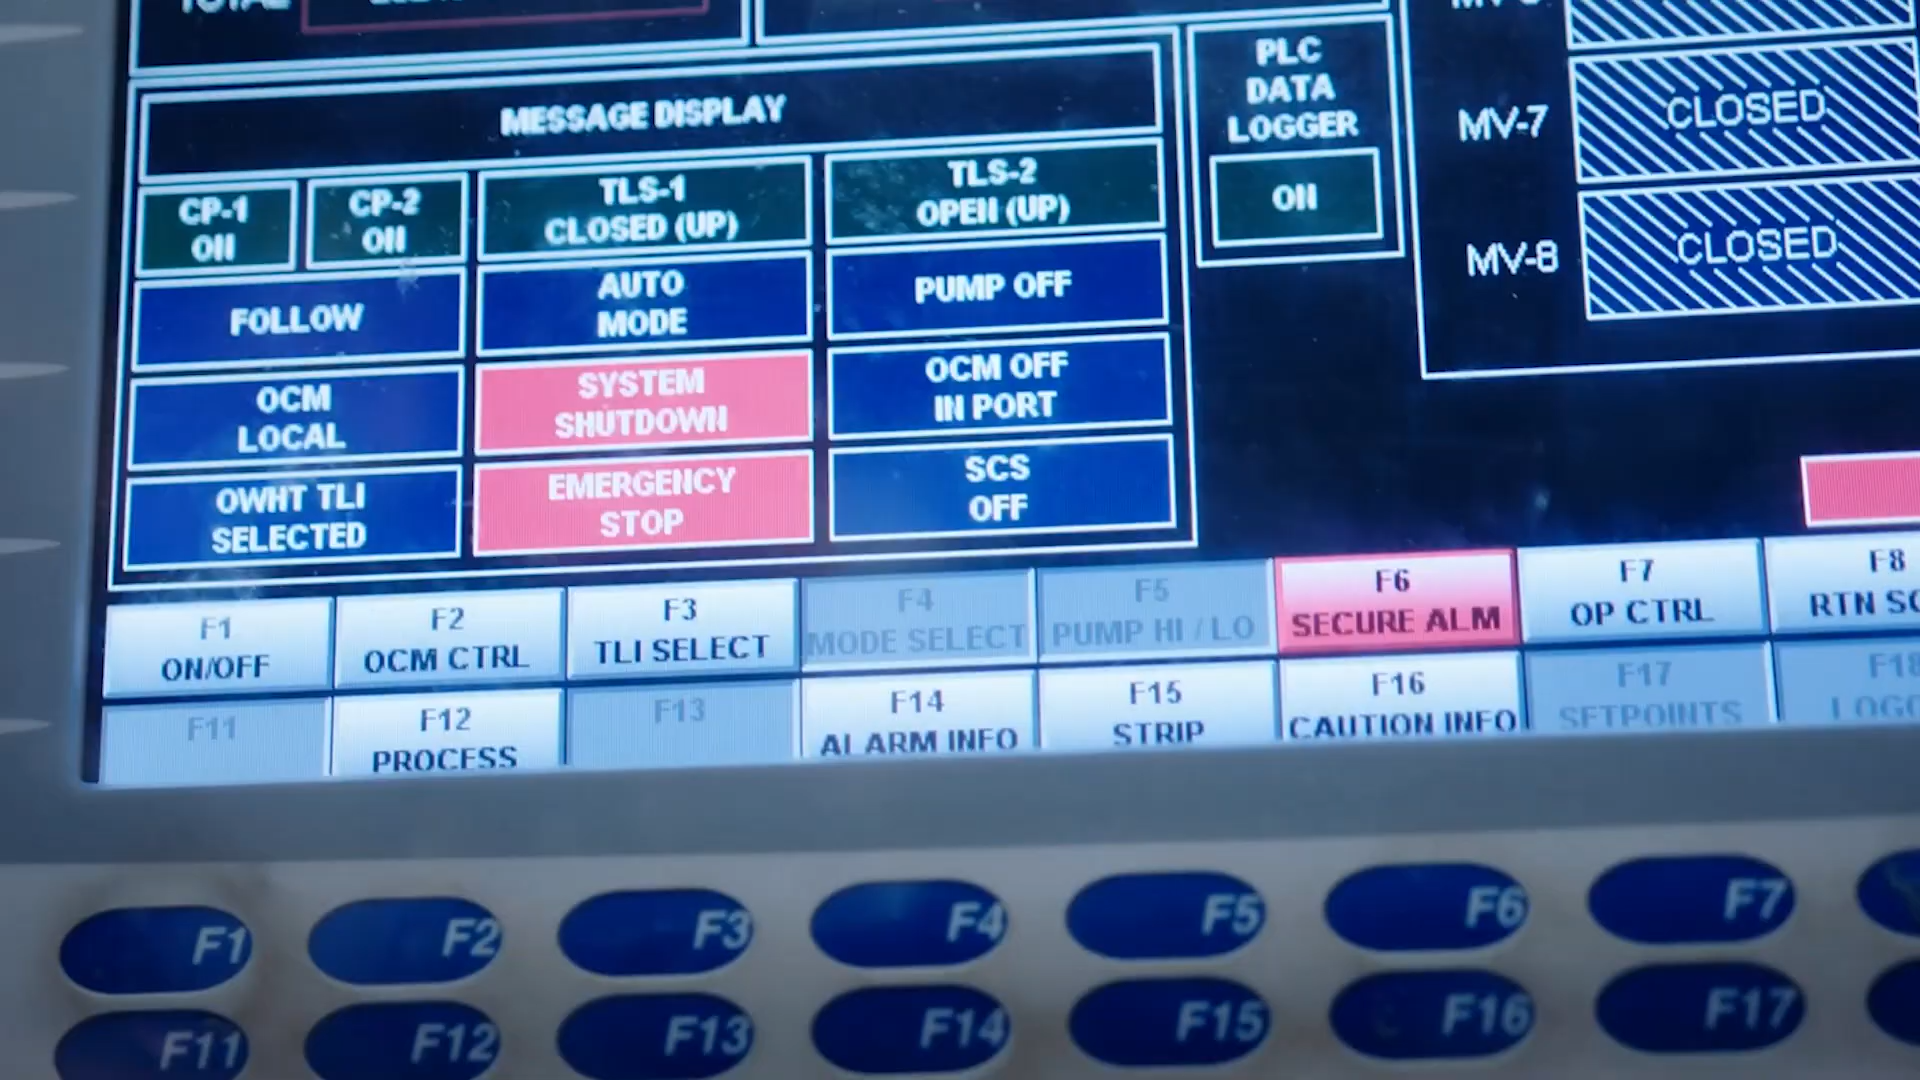 TOTAL
MESSAGE DISPLAY
CP-1
ON
CP-2
ON
TLS-1
CLOSED (UP)
TLS-2
OPEN (UP)
FOLLOW
AUTO
MODE
PUMP OFF
OCM
LOCAL
SYSTEM
SHUTDOWN
OCM OFF
IN PORT
OWHT TLI
SELECTED
EMERGENCY
STOP
SCS
OFF
PLC
DATA
LOGGER
ON
MV-7
CLOSED
MV-8
CLOSED
F1
ON/OFF
F2
OCM CTRL
F3
TLI SELECT
F4
MODE SELECT
F5
PUMP HI / LO
F6
SECURE ALM
F7
OP CTRL
F8
RTN
F11
F12
PROCESS
F13
F14
ALARM INFO
F15
STRIP
F16
CAUTION INFO
F17
SETPOINTS
F18
F1
F2
F3
F4
F5
F6
F7
F11
F12
F13
F14
F15
F16
F17